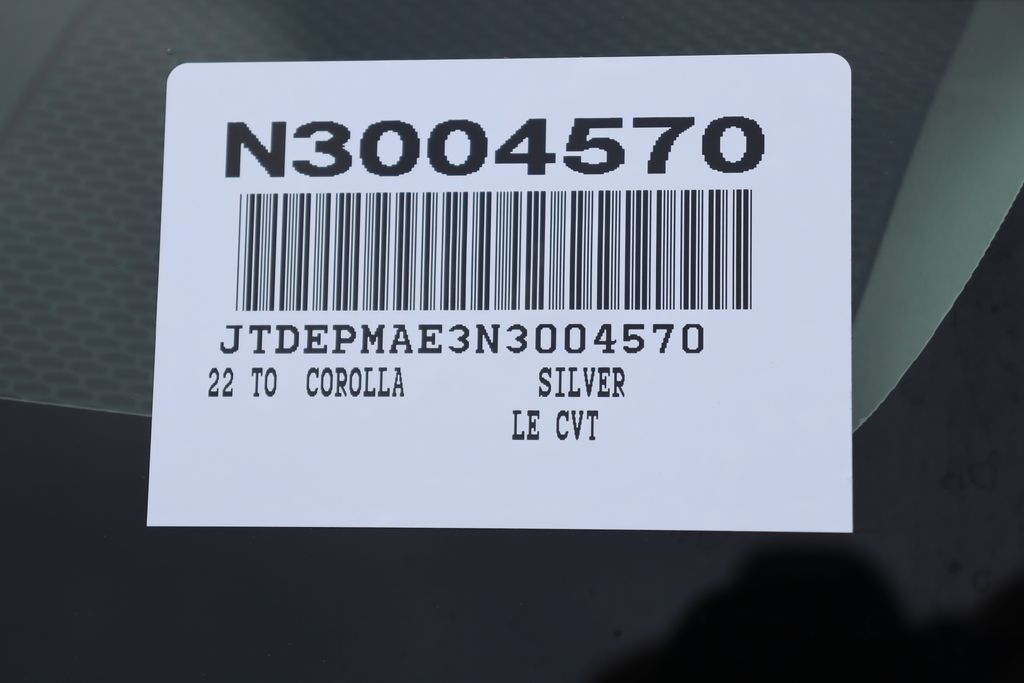 N3004570
JTDEPMAE3N3004570
22 TO COROLLA SILVER
LE CVT